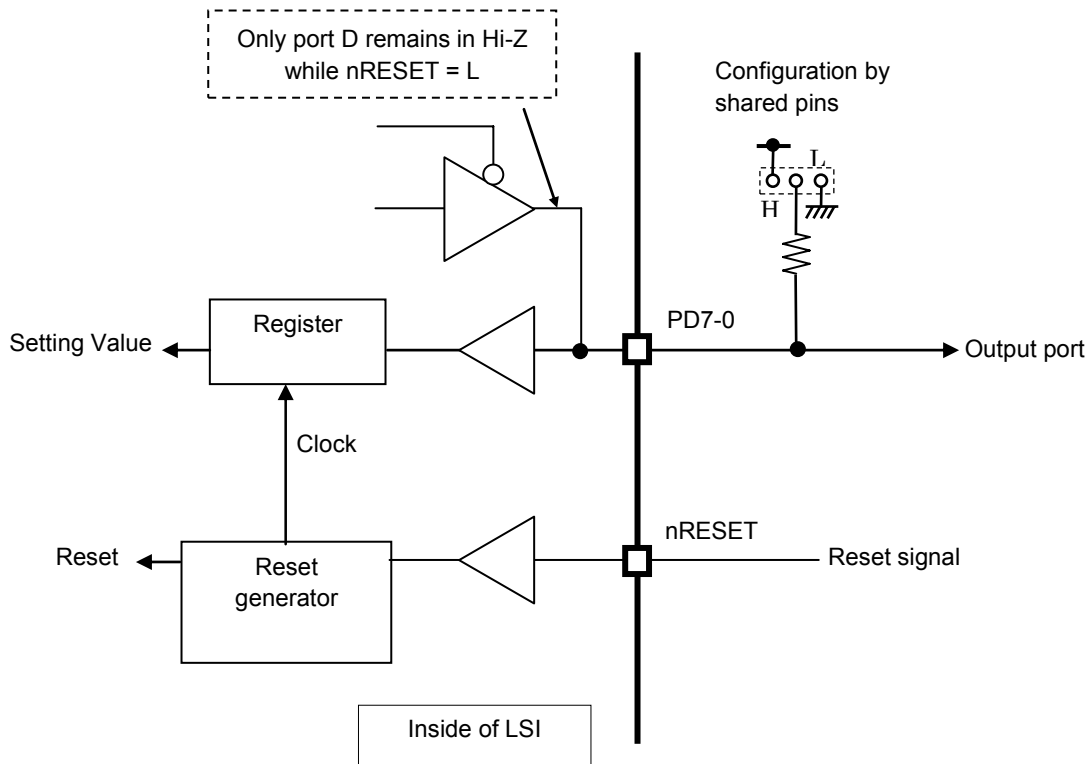 Only port D remains in Hi-Z
while nRESET = L
Configuration by
shared pins
L
H
PD7-0
Register
Setting Value
Output port
Clock
nRESET
Reset
Reset
generator
Reset signal
Inside of LSI